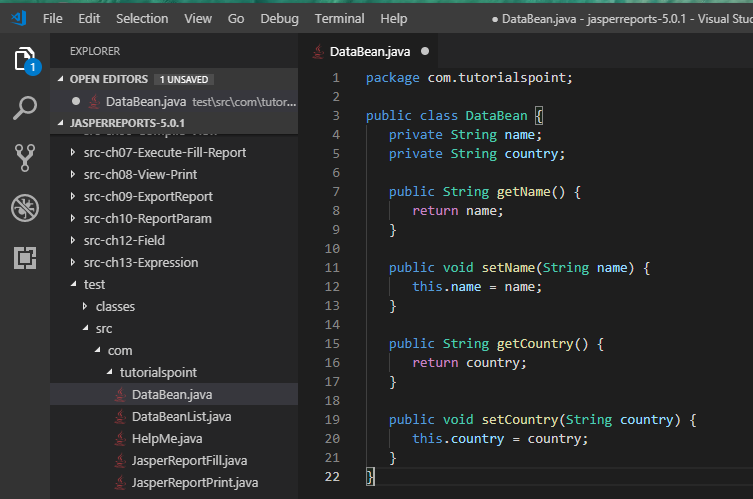 File Edit Selection View Go Debug Terminal Help ● DataBean.java - jasperreports-5.0.1 - Visual Stud
1
EXPLORER
OPEN EDITORS 1 UNSAVED
● DataBean.java test\src\com\tutor...
JASPERREPORTS-5.0.1
src-ch07-Execute-Fill-Report
src-ch08-View-Print
src-ch09-ExportReport
src-ch10-ReportParam
src-ch12-Field
src-ch13-Expression
test
classes
src
com
tutorialspoint
DataBean.java
DataBeanList.java
HelpMe.java
JasperReportFill.java
JasperReportPrint.java
DataBean.java ●
1 package com.tutorialspoint;
2
3 public class DataBean {
4 private String name;
5 private String country;
6
7 public String getName() {
8 return name;
9 }
10
11 public void setName(String name) {
12 this.name = name;
13 }
14
15 public String getCountry() {
16 return country;
17 }
18
19 public void setCountry(String country) {
20 this.country = country;
21 }
22 }